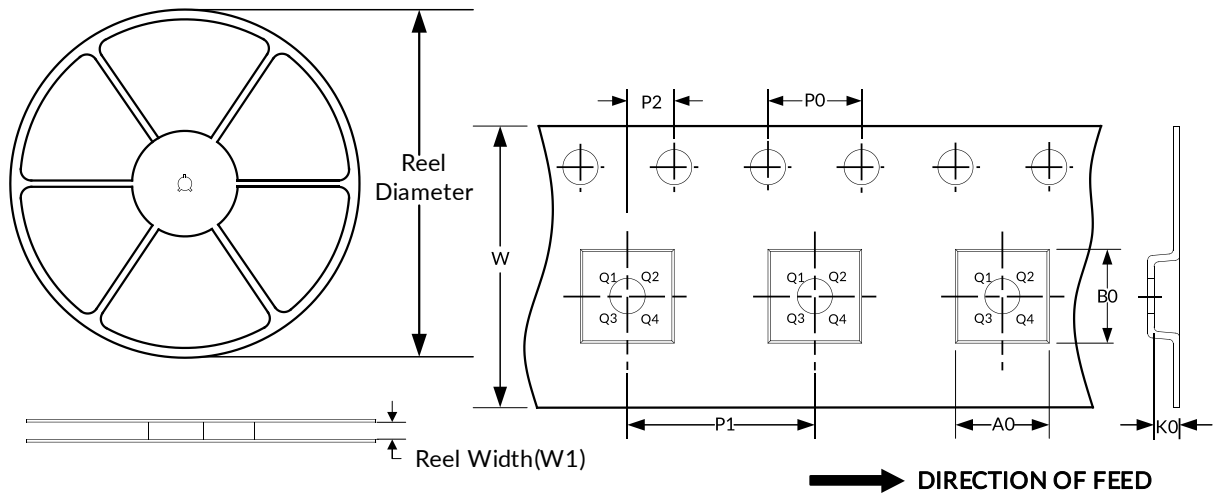 Reel
Diameter
Reel Width(W1)
P2
P0
W
Q1 Q2
Q3 Q4
Q1 Q2
Q3 Q4
Q1 Q2
Q3 Q4
B0
P1
A0
K0
DIRECTION OF FEED